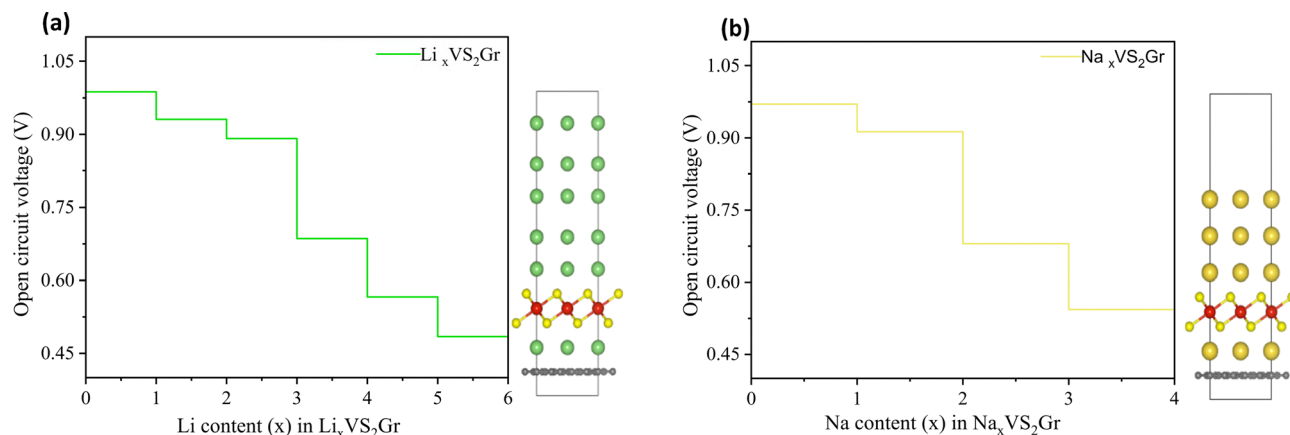 (a)
Li ₓVS₂Gr
Open circuit voltage (V)
1.05
0.90
0.75
0.60
0.45
0 1 2 3 4 5 6
Li content (x) in LiₓVS₂Gr
(b)
Na ₓVS₂Gr
Open circuit voltage (V)
1.05
0.90
0.75
0.60
0.45
0 1 2 3 4
Na content (x) in NaₓVS₂Gr